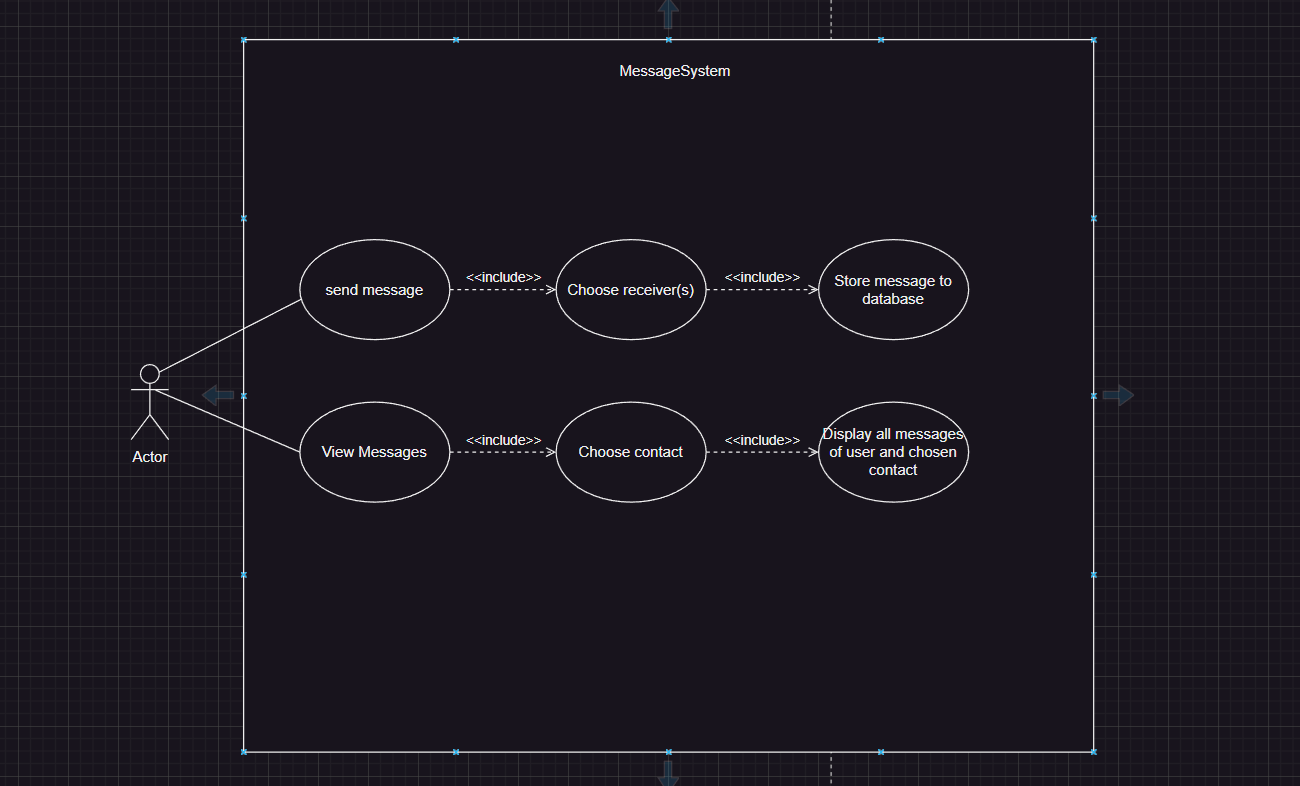 MessageSystem
send message
<<include>>
Choose receiver(s)
<<include>>
Store message to
database
Actor
View Messages
<<include>>
Choose contact
<<include>>
Display all messages
of user and chosen
contact